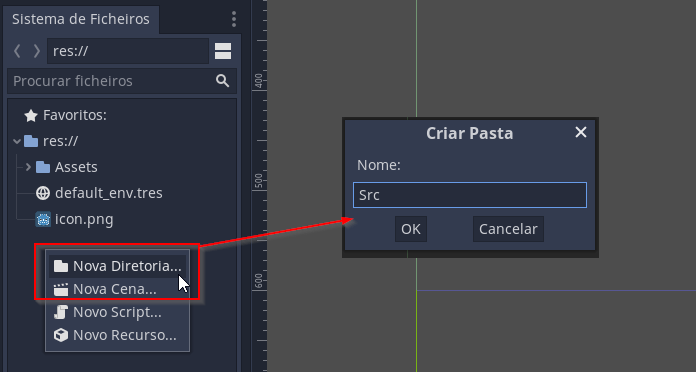 Sistema de Ficheiros
res://
Procurar ficheiros
Favoritos:
res://
Assets
default_env.tres
icon.png
Nova Diretoria...
Nova Cena...
Novo Script...
Novo Recurso...
400
500
600
Criar Pasta
Nome:
Src
OK
Cancelar